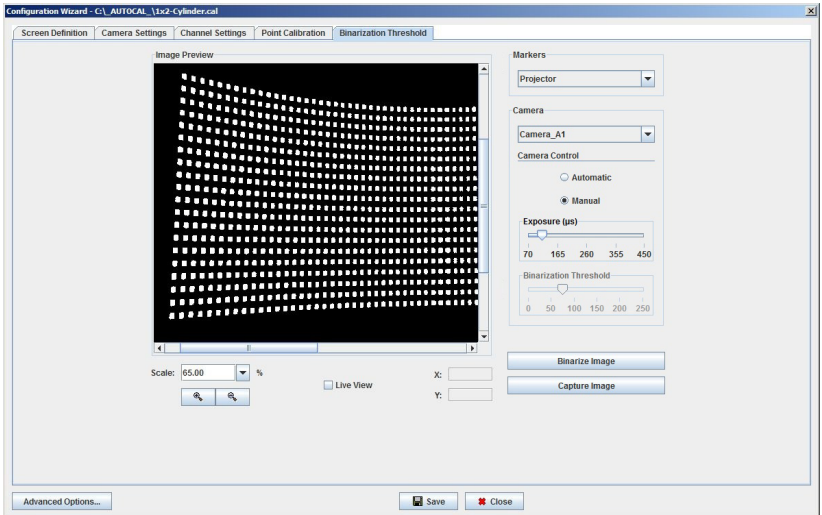 Configuration Wizard - C:\_AUTOCAL_\1x2-Cylinder.cal
Screen Definition Camera Settings Channel Settings Point Calibration Binarization Threshold
Image Preview
Markers
Projector
Camera
Camera_A1
Camera Control
Automatic
Manual
Exposure (µs)
70 165 260 355 450
Binarization Threshold
0 50 100 150 200 250
Binarize Image
Capture Image
Scale: 65.00 %
Live View
X:
Y:
Advanced Options...
Save
Close